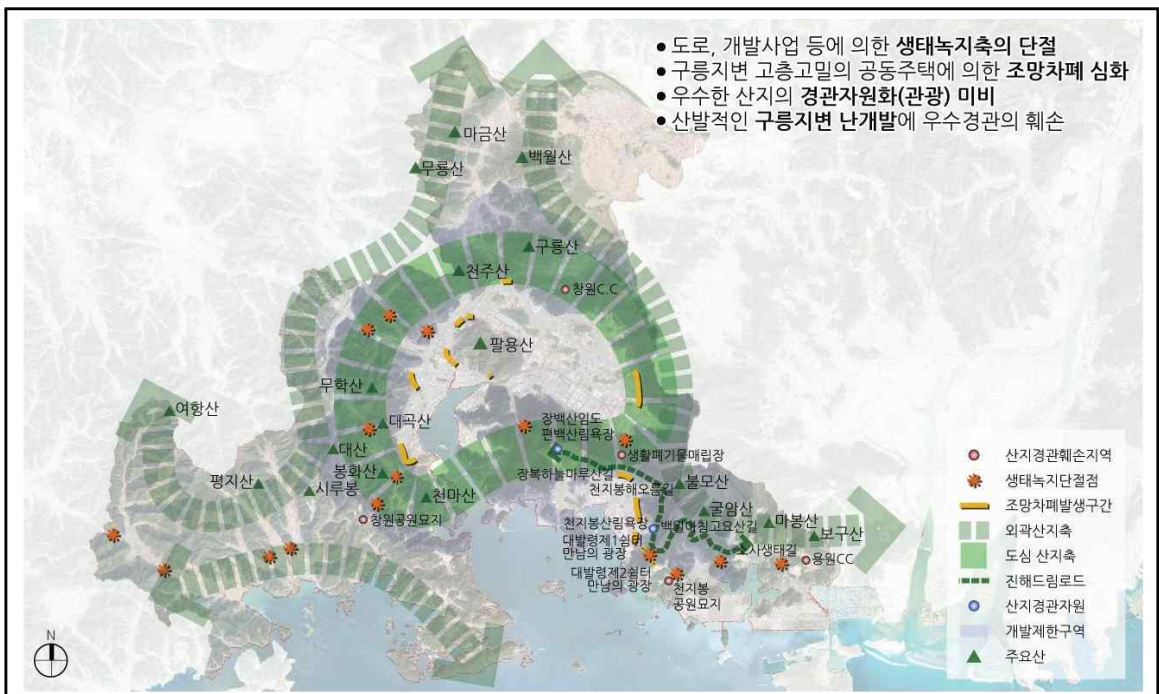 • 도로, 개발사업 등에 의한 생태녹지축의 단절
• 구릉지변 고층고밀의 공동주택에 의한 조망차폐 심화
• 우수한 산지의 경관자원화(관광) 미비
• 산발적인 구릉지변 난개발에 우수경관의 훼손
마금산
백월산
무릉산
구룡산
천주산
창원C.C
팔용산
무학산
여항산
대곡산
장백산임도
편백산림욕장
생활폐기물매립장
대산
봉화산
장복하늘마루산길
천지봉해오름길
불모산
평지산
시루봉
천마산
굴암산
창원공원묘지
천지봉산림욕장
백일아침고요산길
마봉산
보구산
대발령제1쉼터
만남의 광장
소사생태길
용원CC
대발령제2쉼터
만남의 광장
천지봉
공원묘지
산지경관훼손지역
생태녹지단절점
조망차폐발생구간
외곽산지축
도심 산지축
진해드림로드
산지경관자원
개발제한구역
주요산
N